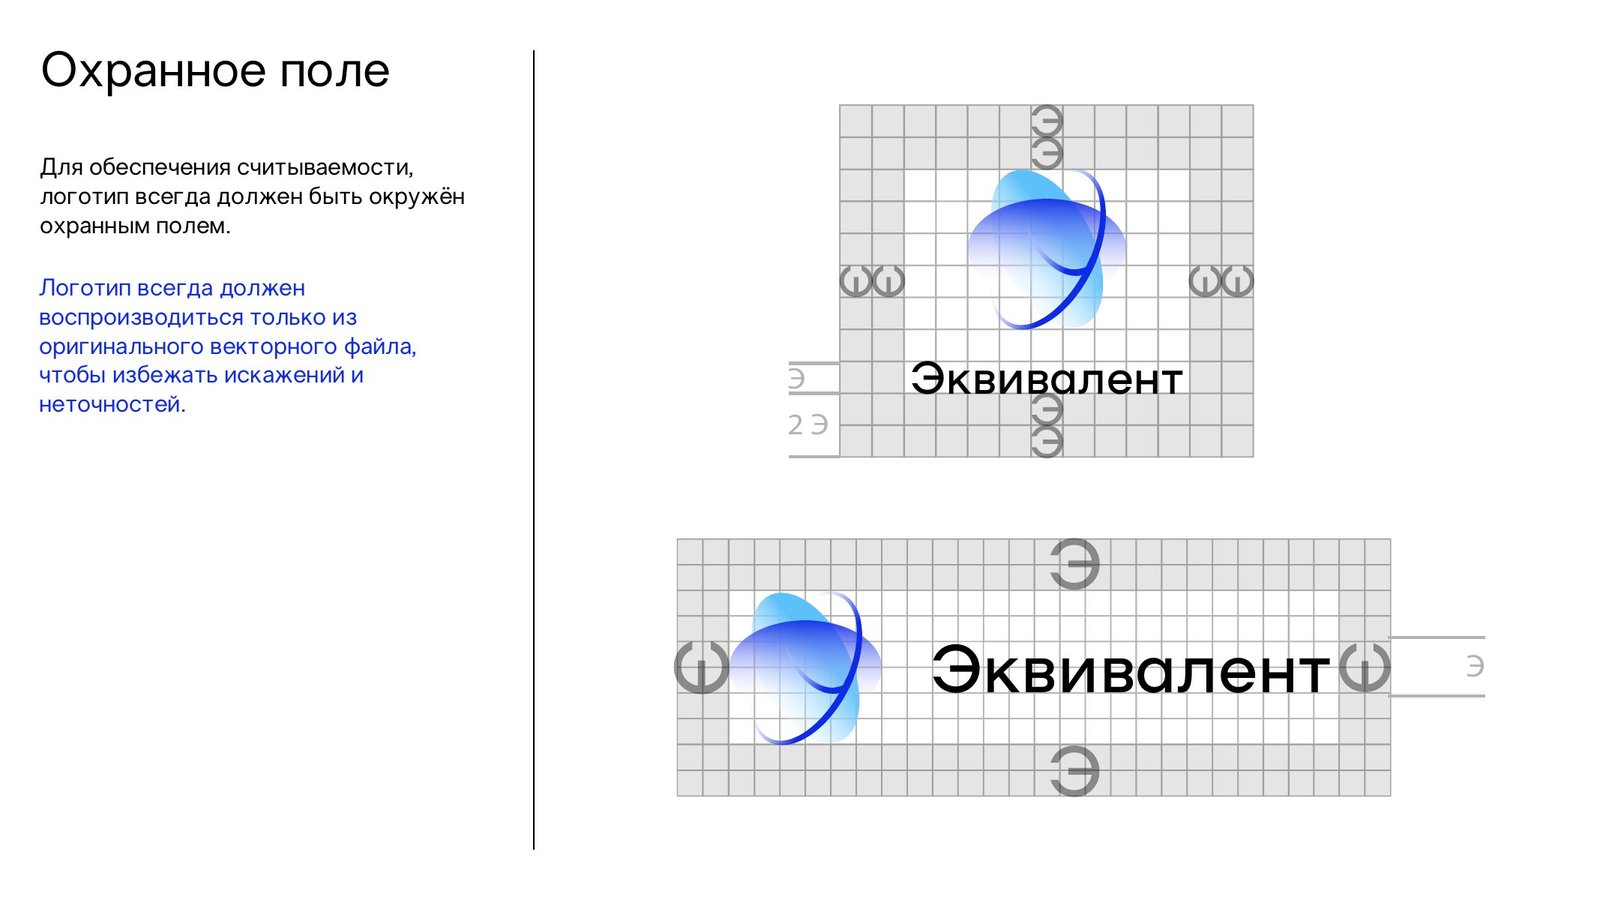 Охранное поле
Для обеспечения считываемости,
логотип всегда должен быть окружён
охранным полем.
Логотип всегда должен
воспроизводиться только из
оригинального векторного файла,
чтобы избежать искажений и
неточностей.
Э
Э
Э Э
Э Э
Эквивалент
Э
2 Э
Э
Э
Э
Э
Эквивалент
Э
Э
Э